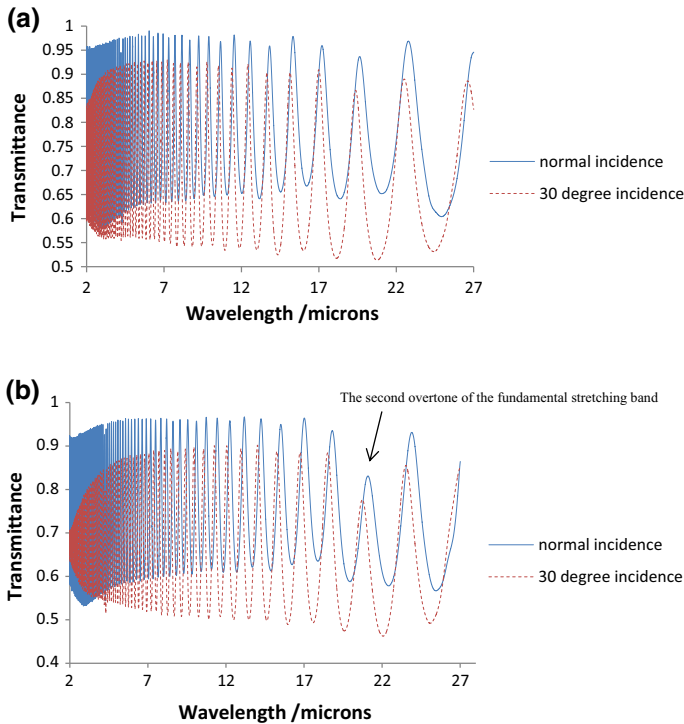 (a)
1
0.95
0.9
0.85
0.8
0.75
0.7
0.65
0.6
0.55
0.5
Transmittance
2 7 12 17 22 27
Wavelength /microns
normal incidence
30 degree incidence
(b)
The second overtone of the fundamental stretching band
1
0.9
0.8
0.7
0.6
0.5
0.4
Transmittance
2 7 12 17 22 27
Wavelength /microns
normal incidence
30 degree incidence